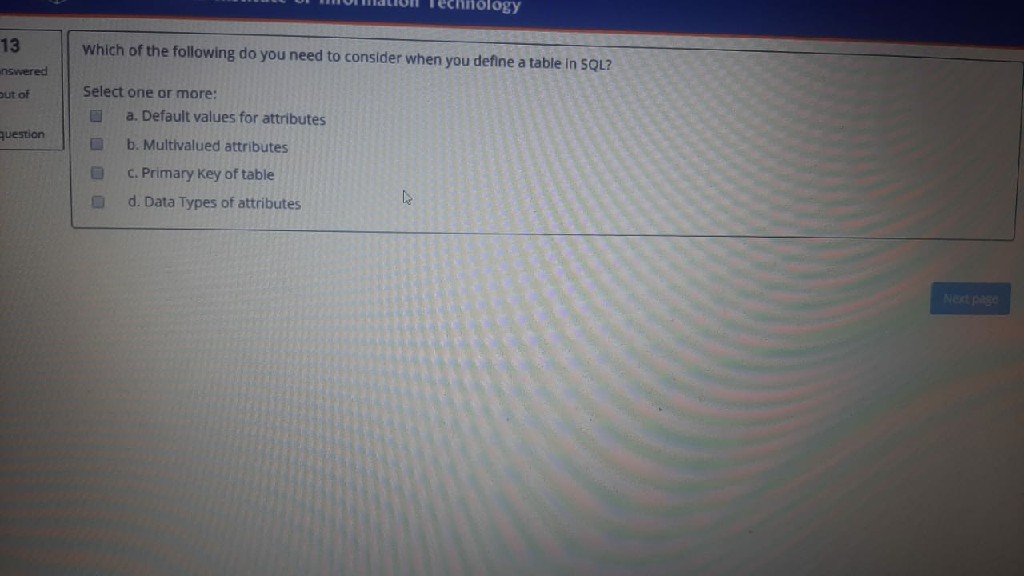 Technology
13
out of
question
Which of the following do you need to consider when you define a table in SQL?
Select one or more:
a. Default values for attributes
b. Multivalued attributes
c. Primary Key of table
d. Data Types of attributes
Next page